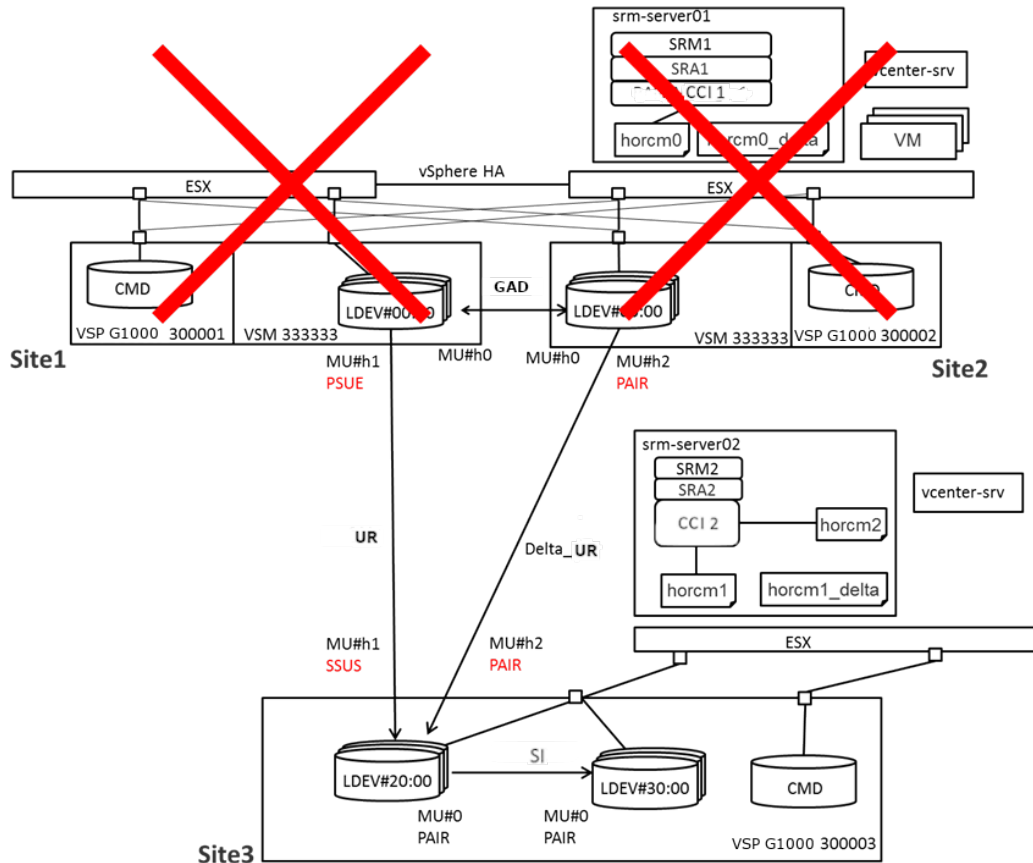 srm-server01
SRM1
SRA1
CCI 1
horcm0
horcm0_delta
vcenter-srv
VM
ESX
vSphere HA
ESX
CMD
LDEV#00:00
GAD
CMD
VSP G1000 300001
VSM 333333
VSM 333333
VSP G1000 300002
Site1
MU#h1
PSUE
MU#h0
MU#h0
MU#h2
PAIR
Site2
srm-server02
SRM2
SRA2
CCI 2
horcm2
horcm1
horcm1_delta
vcenter-srv
UR
Delta_UR
MU#h1
SSUS
MU#h2
PAIR
ESX
LDEV#20:00
SI
LDEV#30:00
CMD
MU#0
PAIR
MU#0
PAIR
VSP G1000 300003
Site3